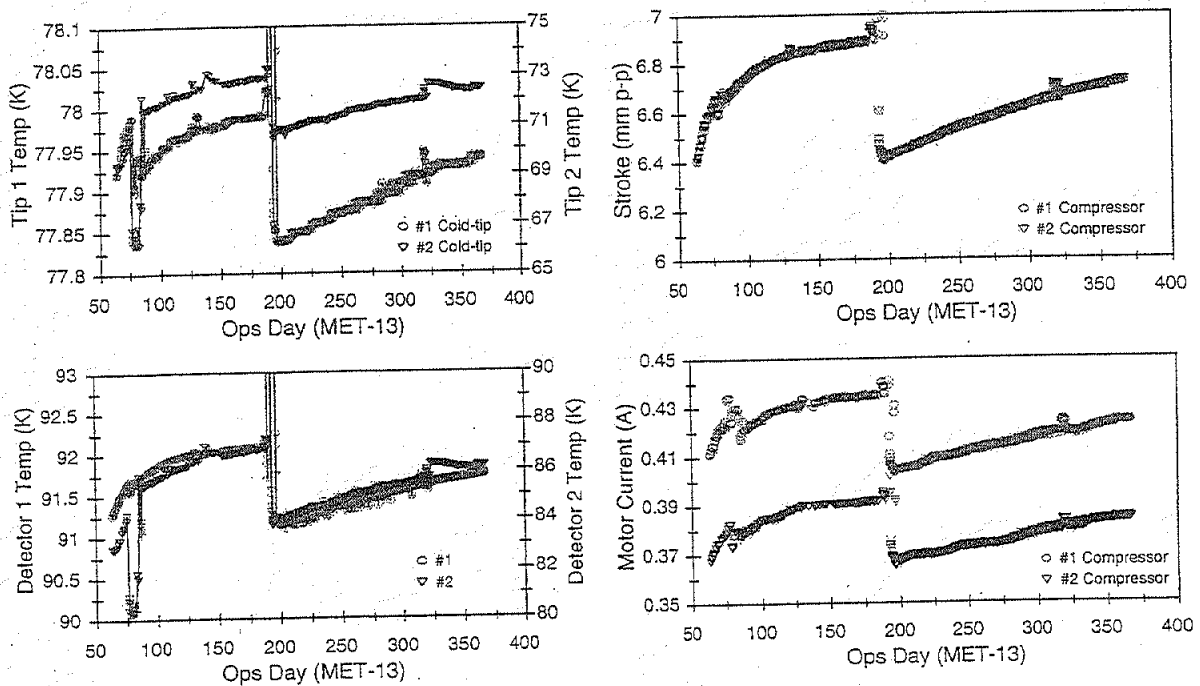 Tip 1 Temp (K)
78.1
78.05
78
77.95
77.9
77.85
77.8
#1 Cold-tip
#2 Cold-tip
75
73
72
70
69
67
66
65
Tip 2 Temp (K)
50 100 150 200 250 300 350 400
Ops Day (MET-13)
Stroke (mm p-p)
7
6.8
6.6
6.4
6.2
6
#1 Compressor
#2 Compressor
50 100 150 200 250 300 350 400
Ops Day (MET-13)
Detector 1 Temp (K)
93
92.5
92
91.5
91
90.5
90
#1
#2
90
88
86
84
82
80
Detector 2 Temp (K)
50 100 150 200 250 300 350 400
Ops Day (MET-13)
Motor Current (A)
0.45
0.43
0.41
0.39
0.37
0.35
#1 Compressor
#2 Compressor
50 100 150 200 250 300 350 400
Ops Day (MET-13)